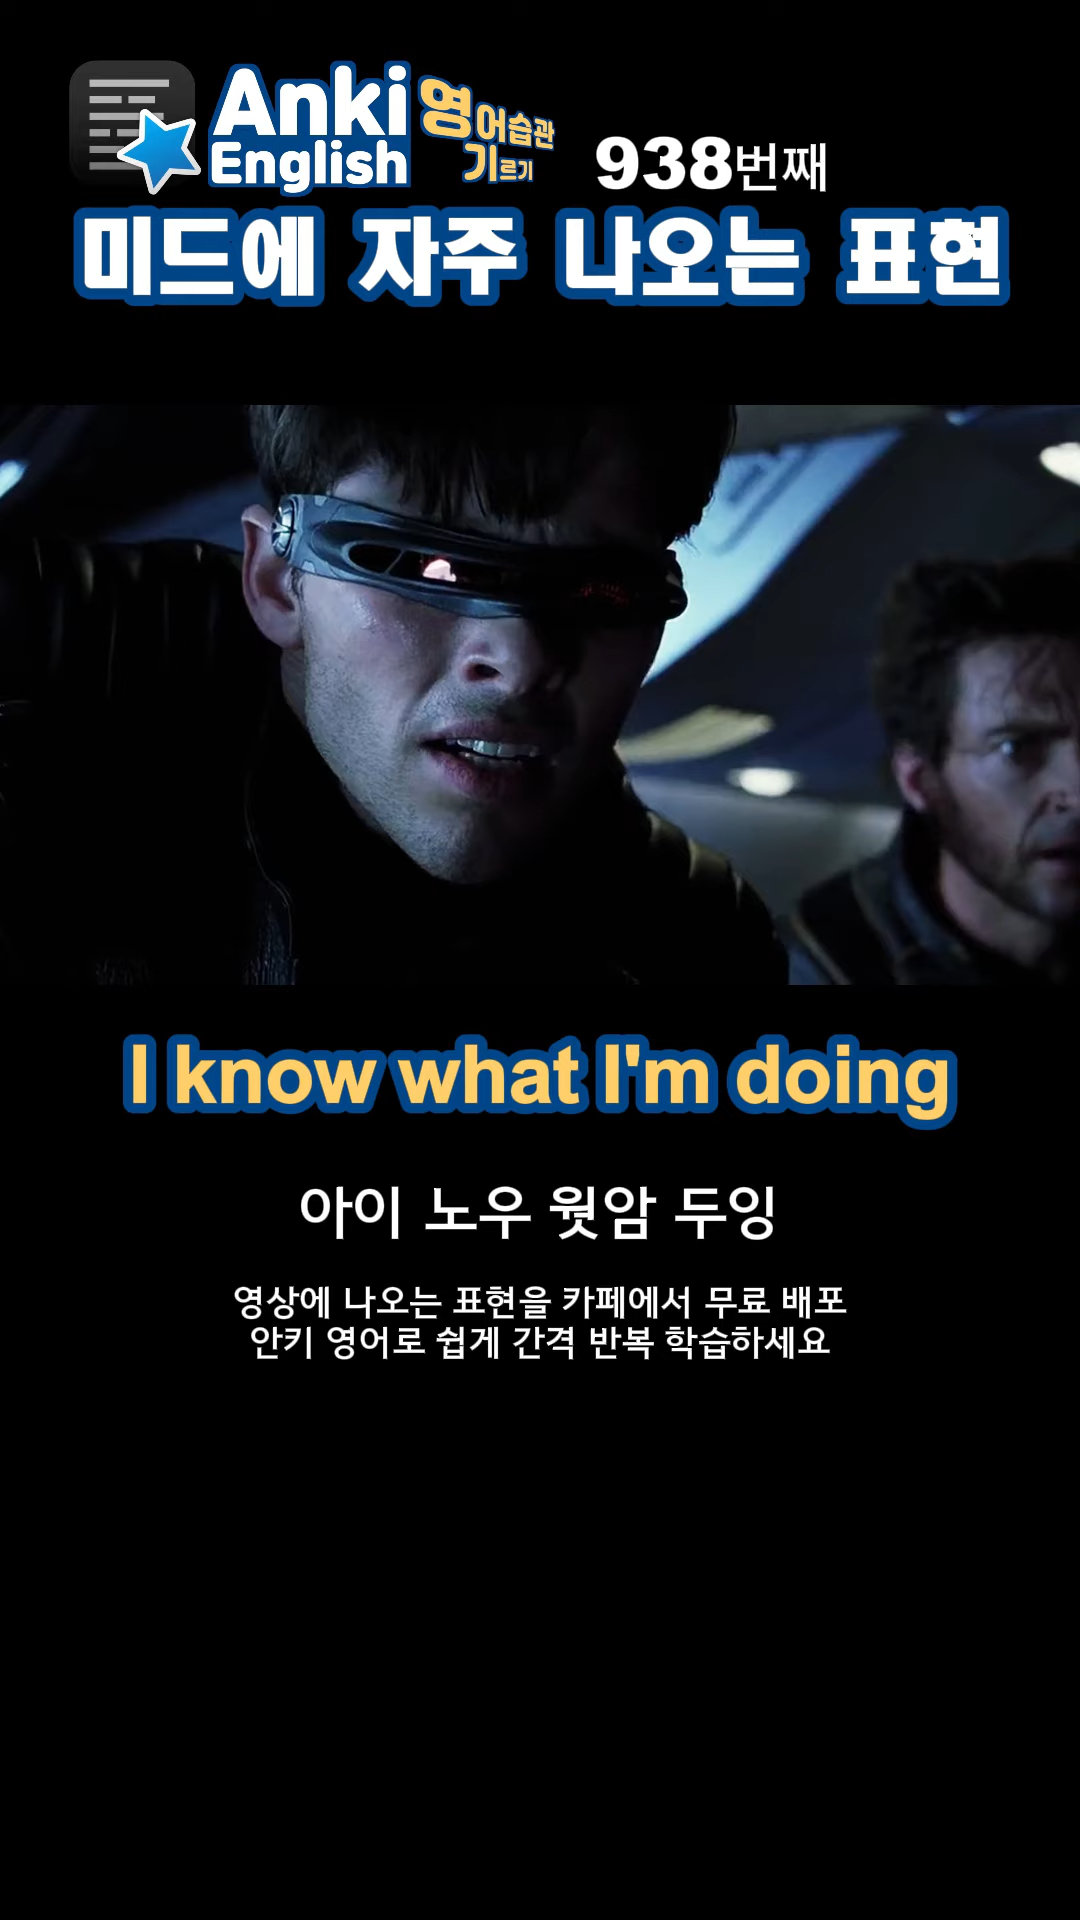 Anki
English
영어습관
기르기
938번째
미드에 자주 나오는 표현
I know what I'm doing
아이 노우 웟암 두잉
영상에 나오는 표현을 카페에서 무료 배포
안키 영어로 쉽게 간격 반복 학습하세요